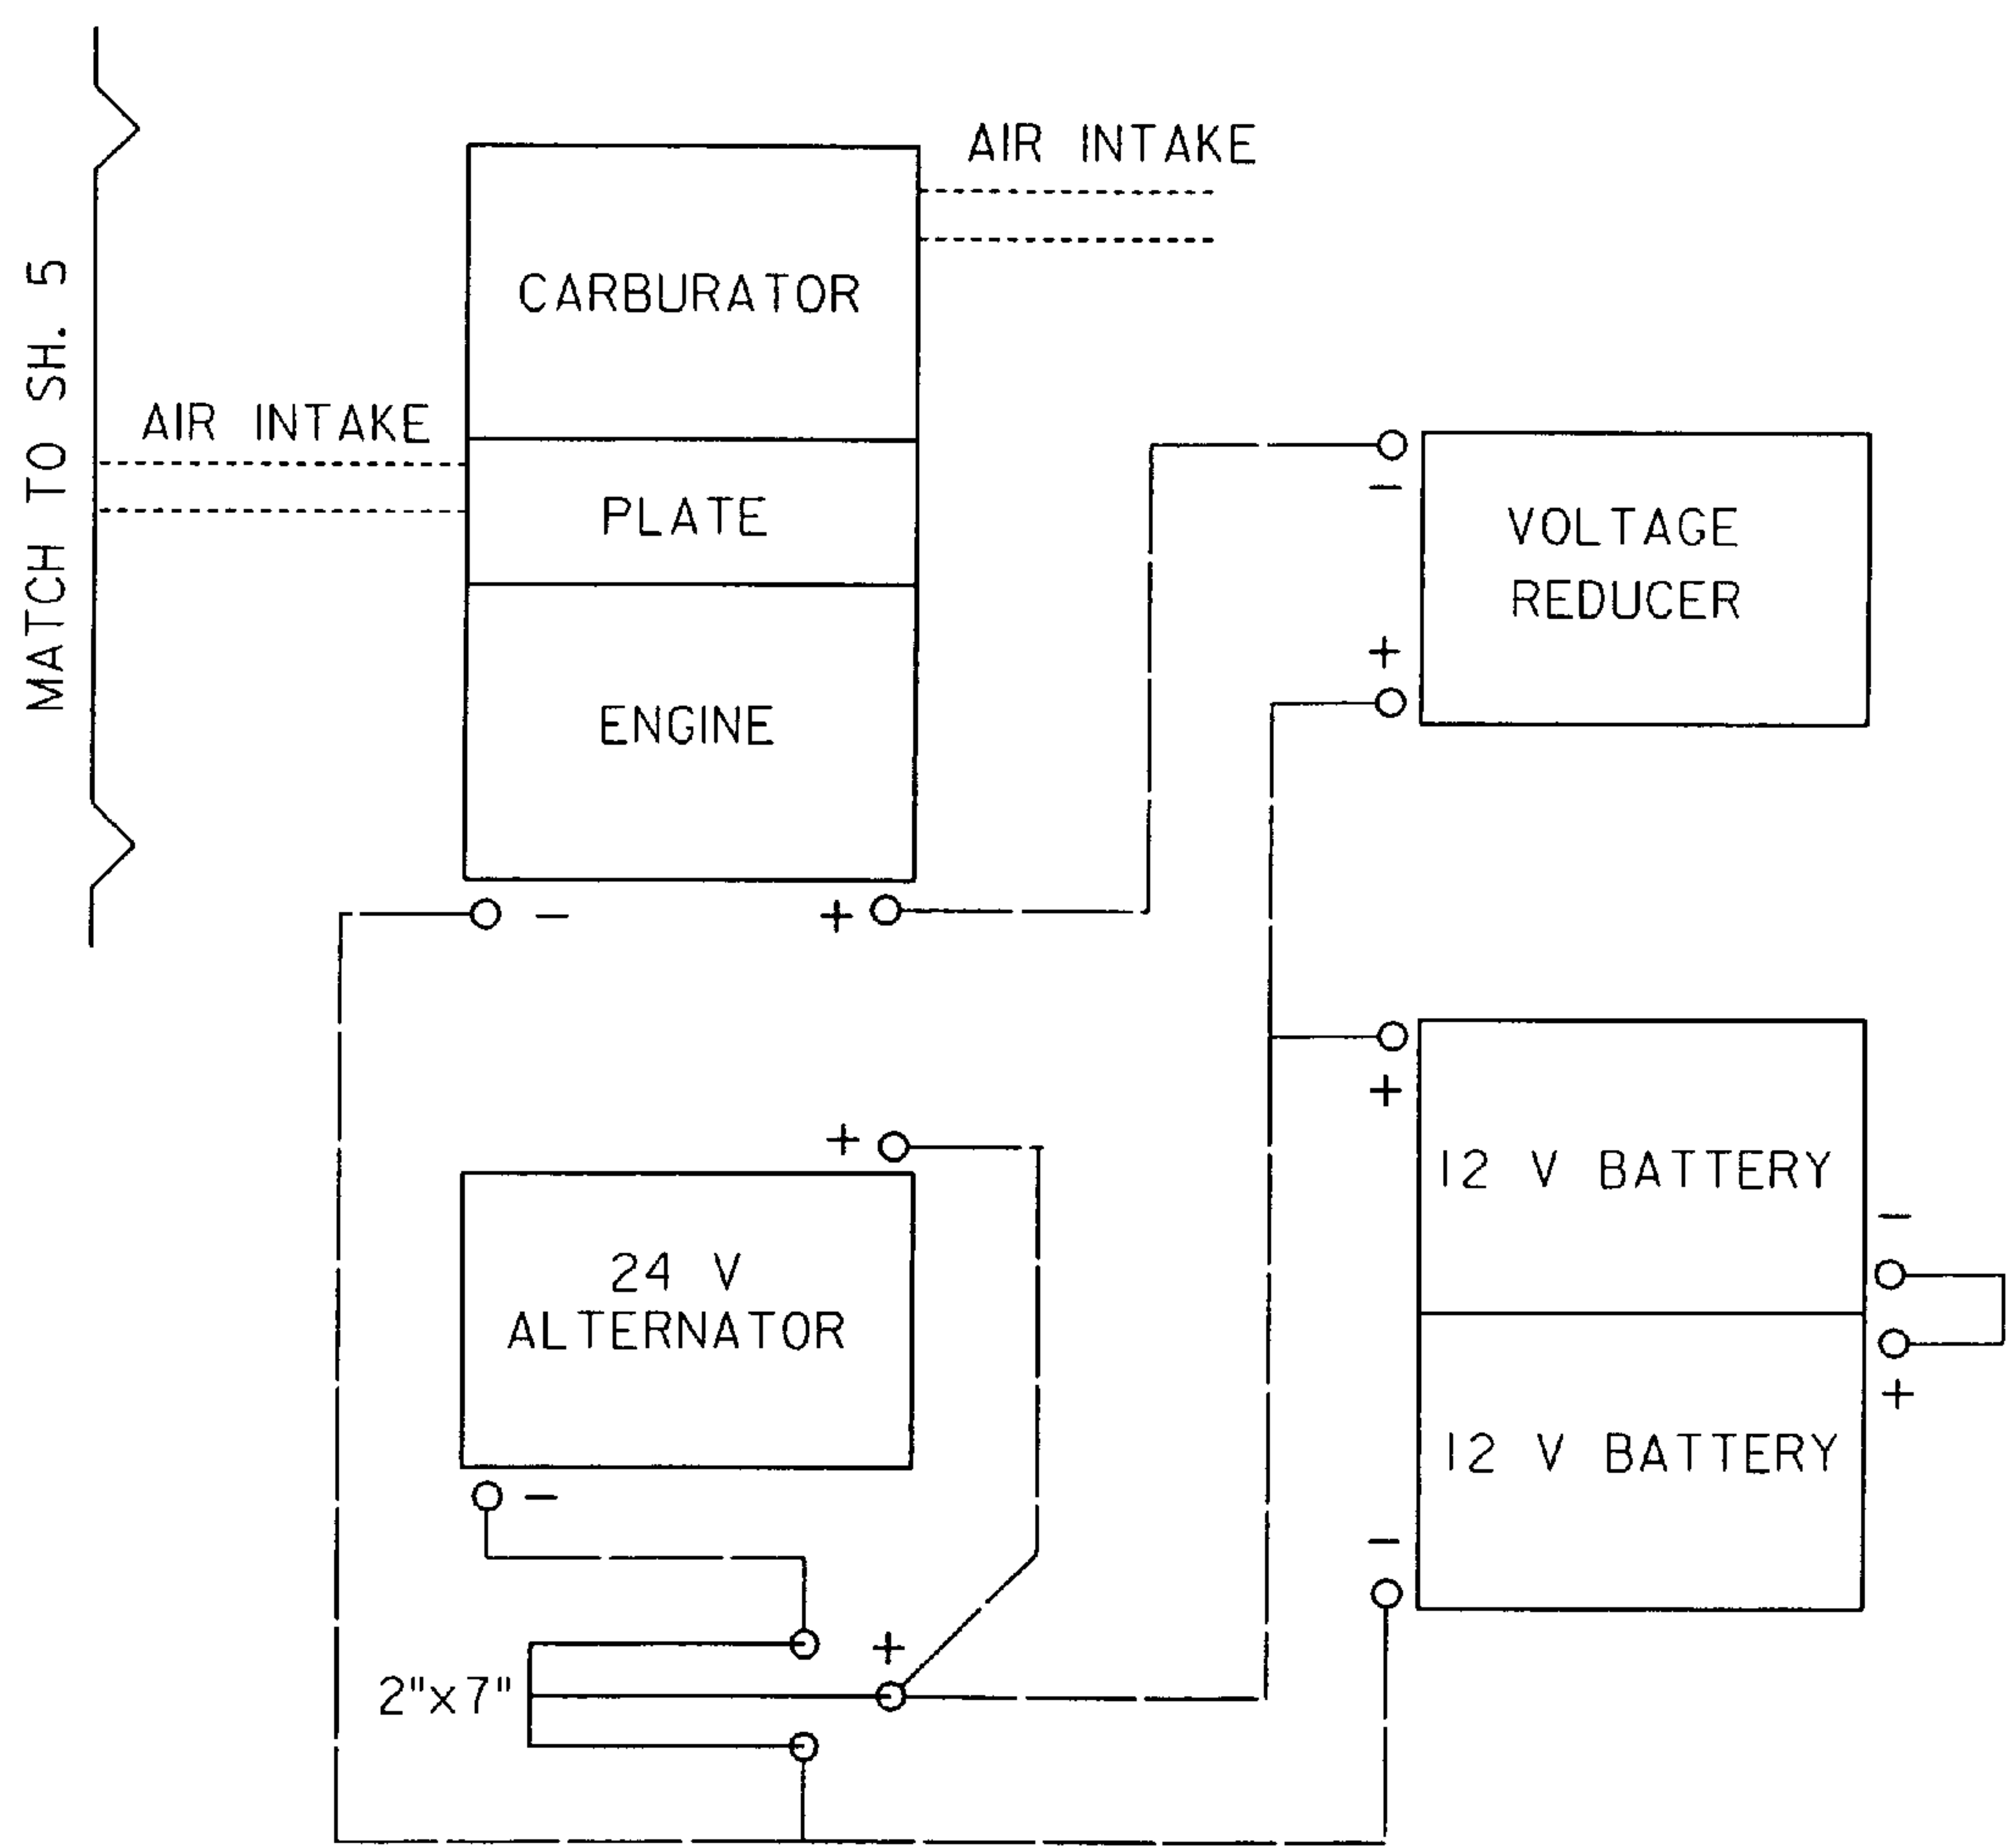 MATCH TO SH. 5
AIR INTAKE
CARBURATOR
AIR INTAKE
PLATE
ENGINE
- +
-
VOLTAGE
REDUCER
+
+
12 V BATTERY
-
+
12 V BATTERY
-
+
24 V
ALTERNATOR
-
+
2"x7"